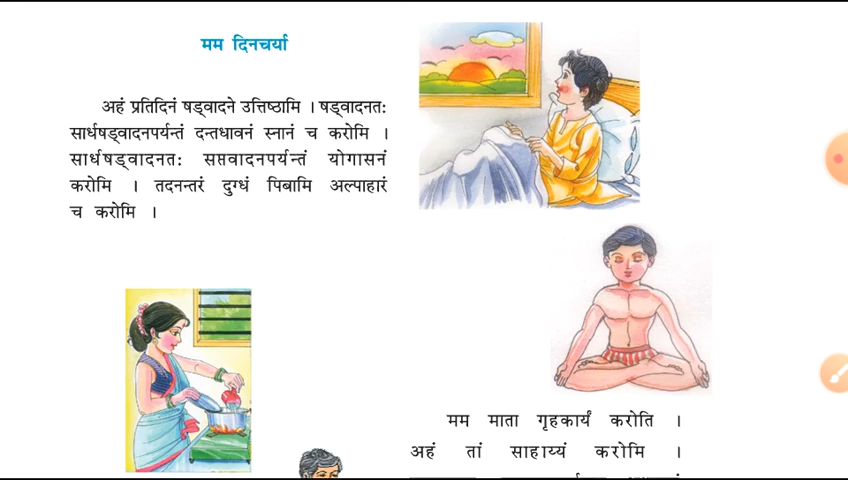 मम दिनचर्या
अहं प्रतिदिनं षड्वादने उत्तिष्ठामि । षड्वादनतः
सार्धषड्वादनपर्यन्तं दन्तधावनं स्नानं च करोमि ।
सार्धषड्वादनतः सप्तवादनपर्यन्तं योगासनं
करोमि । तदनन्तरं दुग्धं पिबामि अल्पाहारं
च करोमि ।
मम माता गृहकार्यं करोति ।
अहं तां साहाय्यं करोमि ।